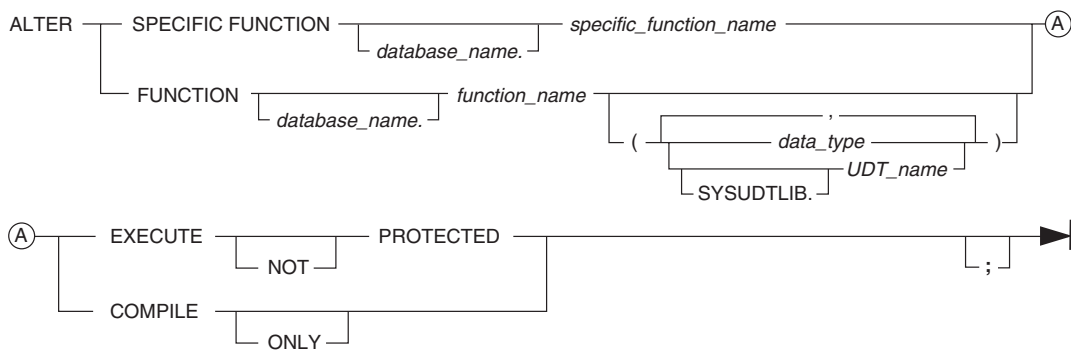 ALTER SPECIFIC FUNCTION specific_function_name A
database_name.
FUNCTION function_name
database_name. ,
( data_type )
UDT_name
SYSUDTLIB.
A EXECUTE PROTECTED
NOT ;
COMPILE
ONLY